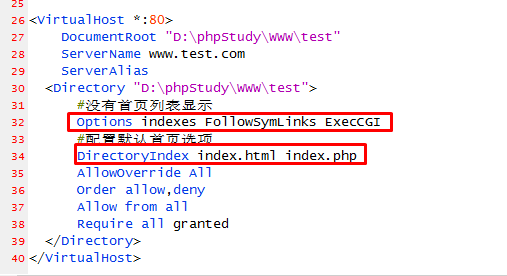 25
26 <VirtualHost *:80>
27 DocumentRoot "D:\phpStudy\WWW\test"
28 ServerName www.test.com
29 ServerAlias
30 <Directory "D:\phpStudy\WWW\test">
31 #没有首页列表显示
32 Options indexes FollowSymLinks ExecCGI
33 #配置默认首页选项
34 DirectoryIndex index.html index.php
35 AllowOverride All
36 Order allow,deny
37 Allow from all
38 Require all granted
39 </Directory>
40 </VirtualHost>